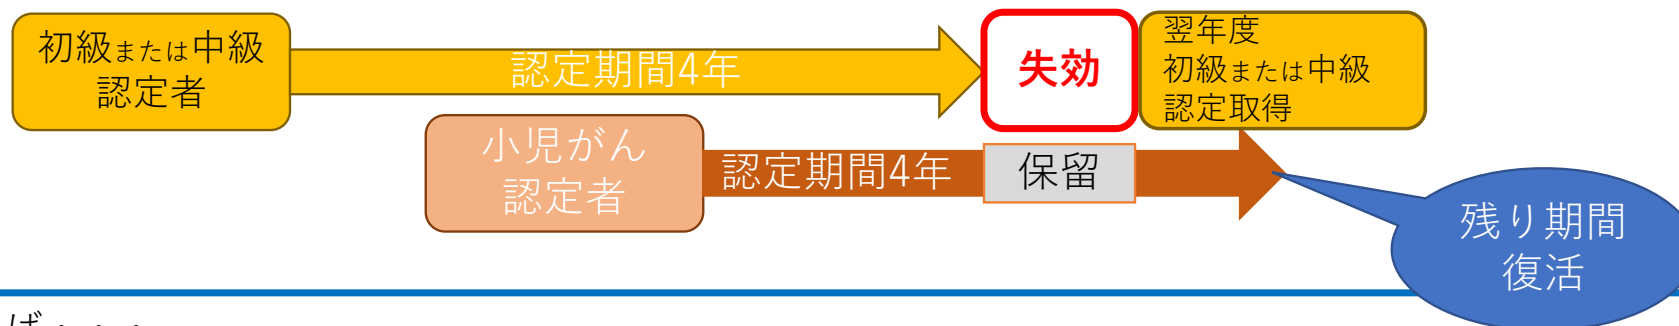 初級または中級
認定者
認定期間4年
失効
翌年度
初級または中級
認定取得
小児がん
認定者
認定期間4年
保留
残り期間
復活
ば・・・